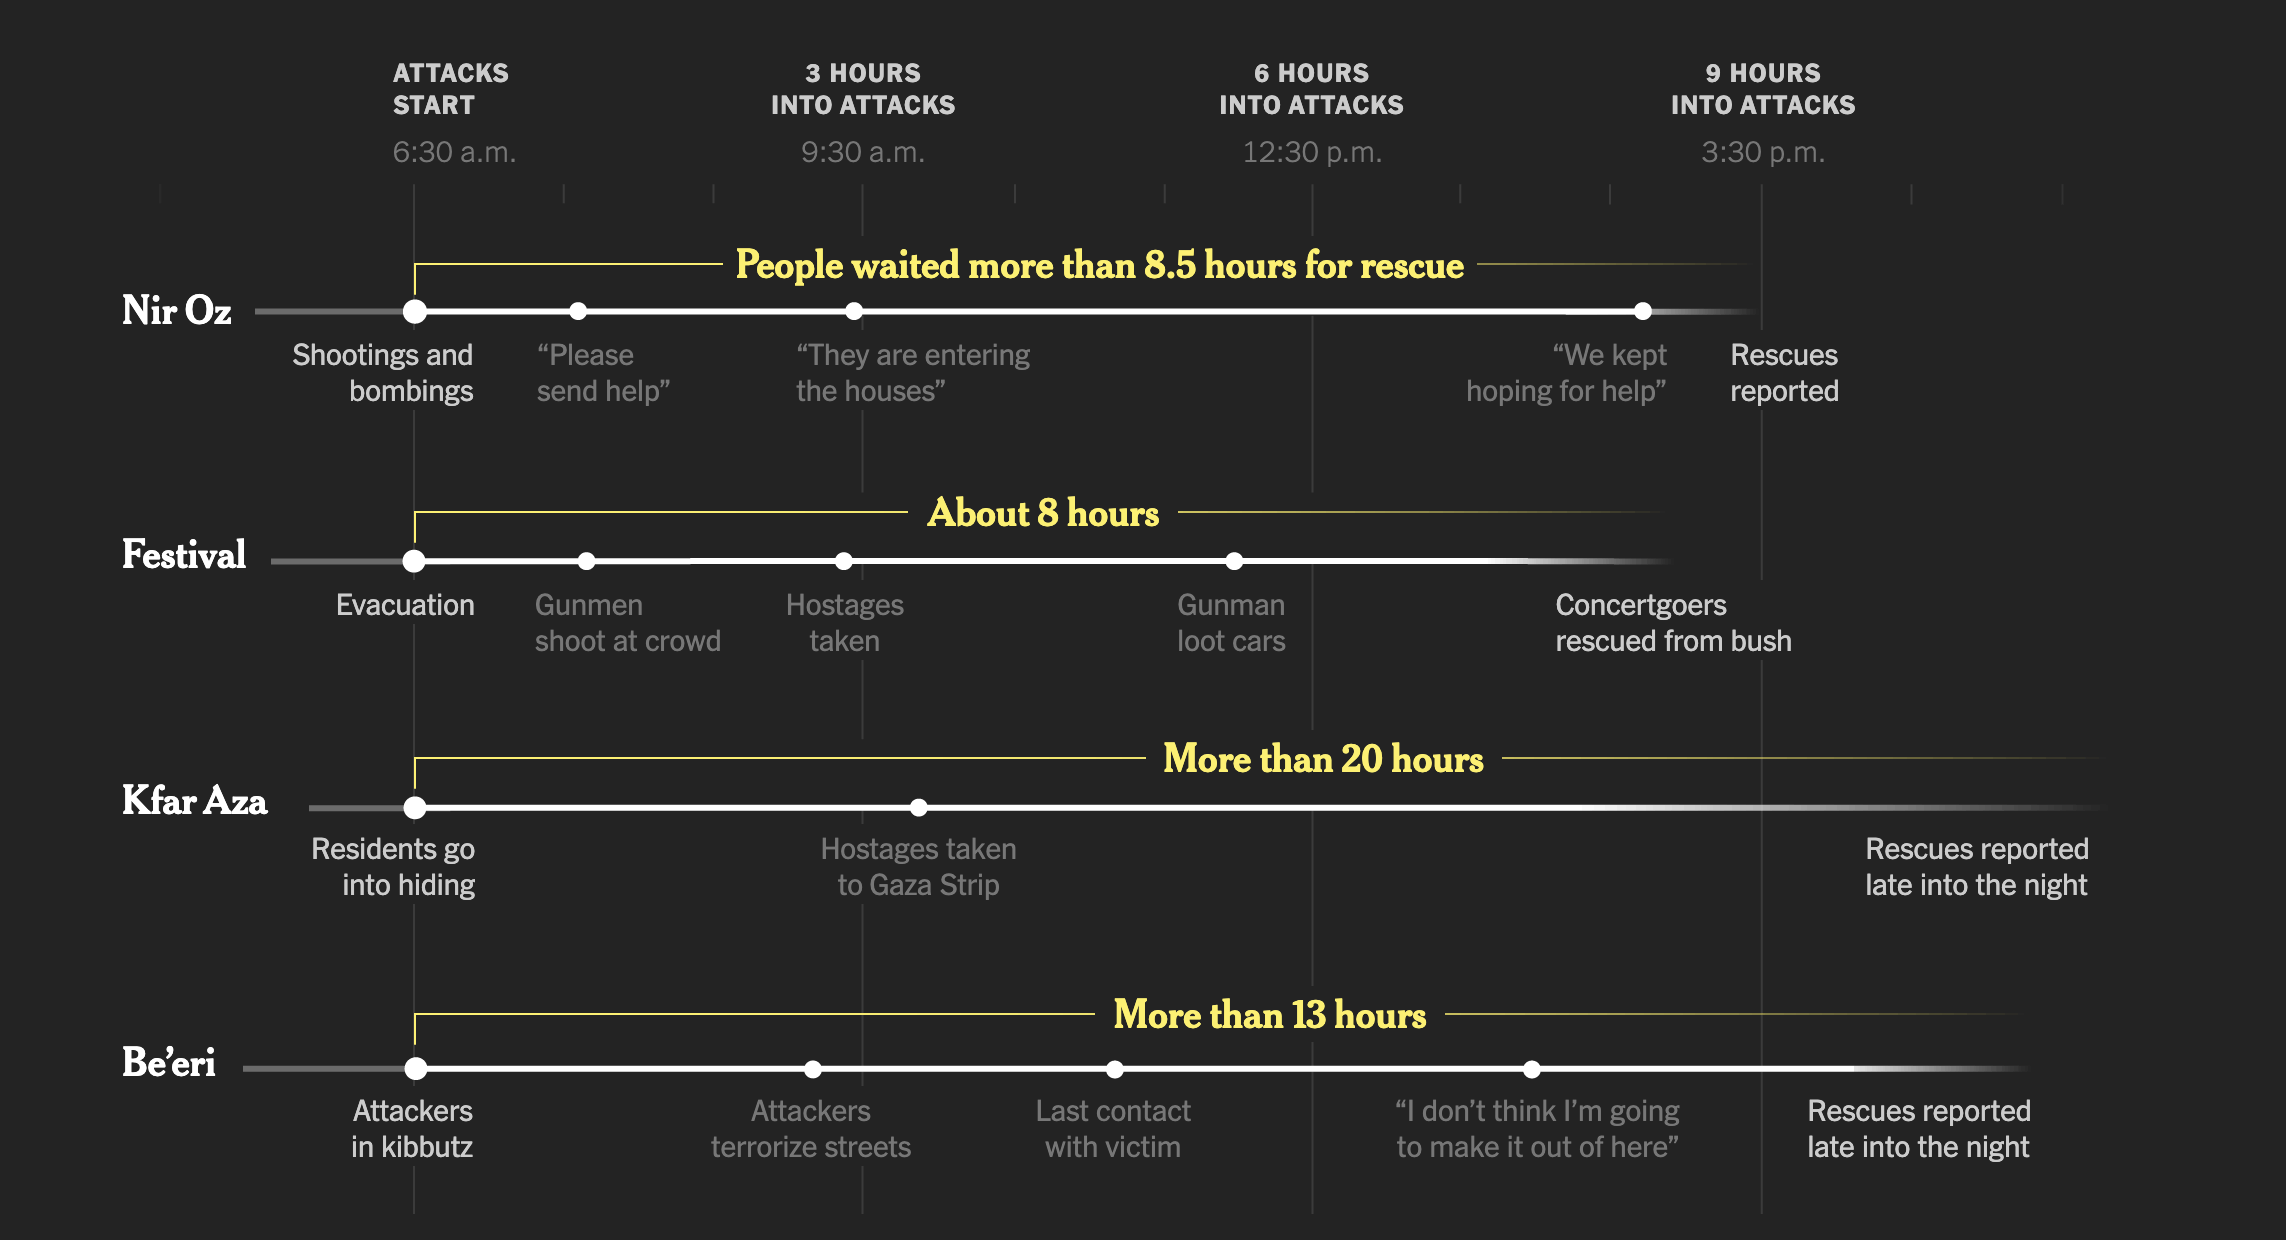 ATTACKS
START
6:30 a.m.
3 HOURS
INTO ATTACKS
9:30 a.m.
6 HOURS
INTO ATTACKS
12:30 p.m.
9 HOURS
INTO ATTACKS
3:30 p.m.
People waited more than 8.5 hours for rescue
Nir Oz
Shootings and
bombings
“Please
send help”
“They are entering
the houses”
“We kept
hoping for help”
Rescues
reported
About 8 hours
Festival
Evacuation
Gunmen
shoot at crowd
Hostages
taken
Gunman
loot cars
Concertgoers
rescued from bush
More than 20 hours
Kfar Aza
Residents go
into hiding
Hostages taken
to Gaza Strip
Rescues reported
late into the night
More than 13 hours
Be’eri
Attackers
in kibbutz
Attackers
terrorize streets
Last contact
with victim
“I don’t think I’m going
to make it out of here”
Rescues reported
late into the night